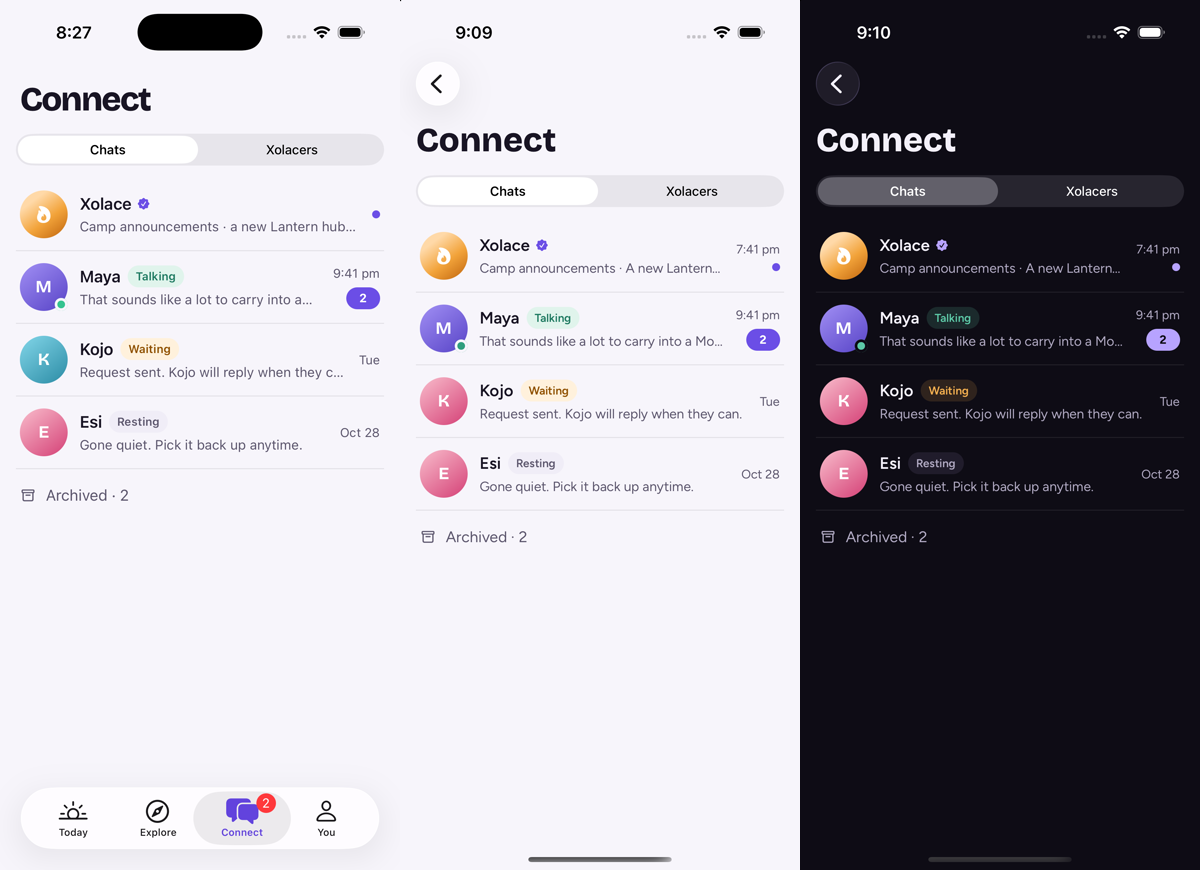 8:27
Connect
Chats
Xolacers
Xolace
Camp announcements · a new Lantern hub...
M
Maya
Talking
9:41 pm
That sounds like a lot to carry into a...
2
K
Kojo
Waiting
Tue
Request sent. Kojo will reply when they c...
E
Esi
Resting
Oct 28
Gone quiet. Pick it back up anytime.
Archived · 2
2
Today
Explore
Connect
You
9:09
Connect
Chats
Xolacers
Xolace
7:41 pm
Camp announcements · A new Lantern...
M
Maya
Talking
9:41 pm
That sounds like a lot to carry into a Mo...
2
K
Kojo
Waiting
Tue
Request sent. Kojo will reply when they can.
E
Esi
Resting
Oct 28
Gone quiet. Pick it back up anytime.
Archived · 2
9:10
Connect
Chats
Xolacers
Xolace
7:41 pm
Camp announcements · A new Lantern...
M
Maya
Talking
9:41 pm
That sounds like a lot to carry into a Mo...
2
K
Kojo
Waiting
Tue
Request sent. Kojo will reply when they can.
E
Esi
Resting
Oct 28
Gone quiet. Pick it back up anytime.
Archived · 2